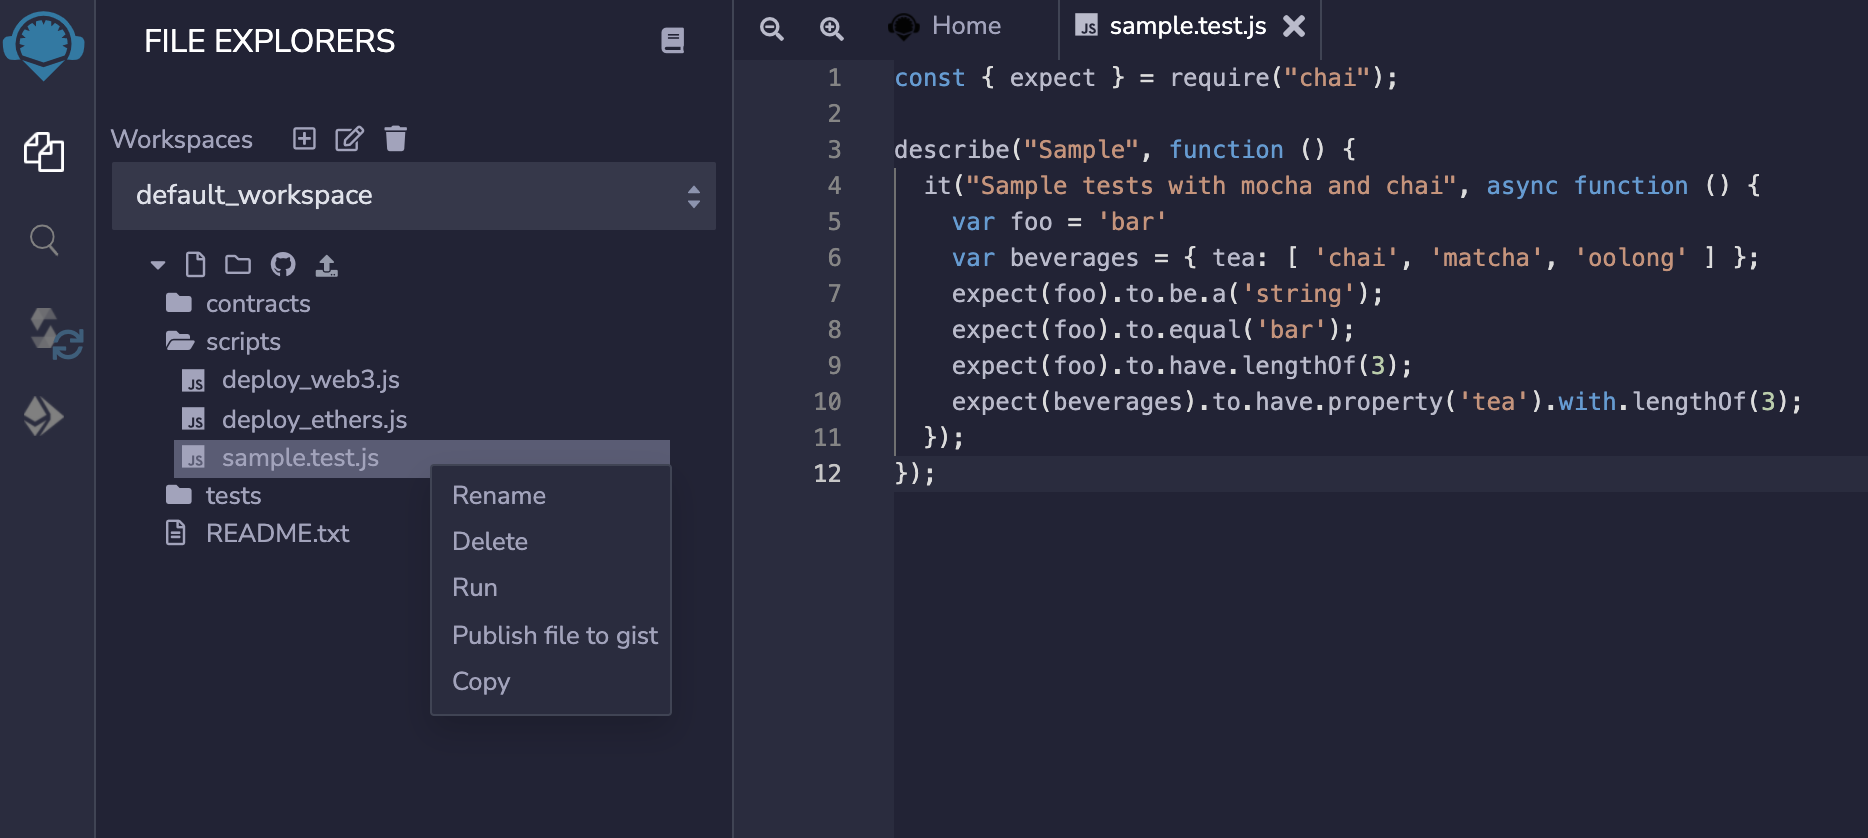 FILE EXPLORERS
Workspaces
default_workspace
contracts
scripts
JS deploy_web3.js
JS deploy_ethers.js
JS sample.test.js
tests
README.txt
Rename
Delete
Run
Publish file to gist
Copy
Home
JS sample.test.js
1 const { expect } = require("chai");
2
3 describe("Sample", function () {
4 it("Sample tests with mocha and chai", async function () {
5 var foo = 'bar'
6 var beverages = { tea: [ 'chai', 'matcha', 'oolong' ] };
7 expect(foo).to.be.a('string');
8 expect(foo).to.equal('bar');
9 expect(foo).to.have.lengthOf(3);
10 expect(beverages).to.have.property('tea').with.lengthOf(3);
11 });
12 });